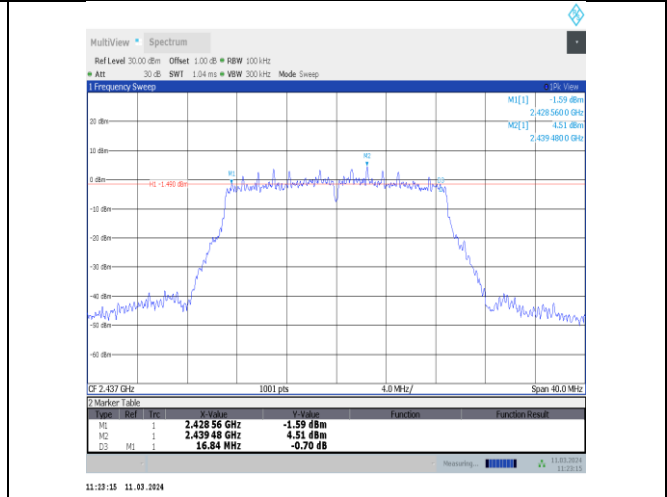 MultiView Spectrum
Ref Level 30.00 dBm Offset 1.00 dB RBW 100 kHz
Att 30 dB SWT 1.04 ms VBW 300 kHz Mode Sweep
1 Frequency Sweep 1Pk View
M1[1] -1.59 dBm
2.428 560 0 GHz
M2[1] 4.51 dBm
2.439 480 0 GHz
20 dBm
10 dBm
M2
M1
0 dBm
H1 -1.490 dBm
D3
-10 dBm
-20 dBm
-30 dBm
-40 dBm
-50 dBm
-60 dBm
CF 2.437 GHz 1001 pts 4.0 MHz/ Span 40.0 MHz
2 Marker Table
Type Ref Trc X-Value Y-Value Function Function Result
M1 1 2.428 56 GHz -1.59 dBm
M2 1 2.439 48 GHz 4.51 dBm
D3 M1 1 16.84 MHz -0.70 dB
Measuring... 11.03.2024
11:23:15
11:23:15 11.03.2024